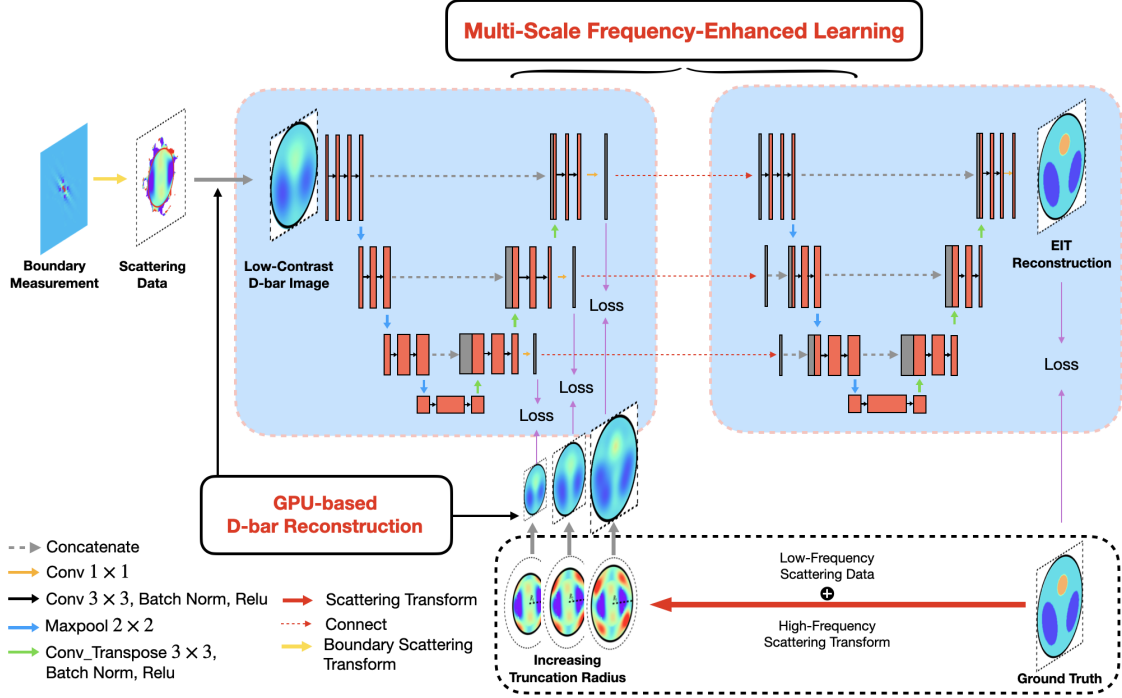 Multi-Scale Frequency-Enhanced Learning
Boundary
Measurement
Scattering
Data
Low-Contrast
D-bar Image
Loss
Loss
Loss
EIT
Reconstruction
Loss
GPU-based
D-bar Reconstruction
Concatenate
Conv 1 × 1
Conv 3 × 3, Batch Norm, Relu
Maxpool 2 × 2
Conv_Transpose 3 × 3,
Batch Norm, Relu
Scattering Transform
Connect
Boundary Scattering
Transform
Increasing
Truncation Radius
Low-Frequency
Scattering Data
+
High-Frequency
Scattering Transform
Ground Truth